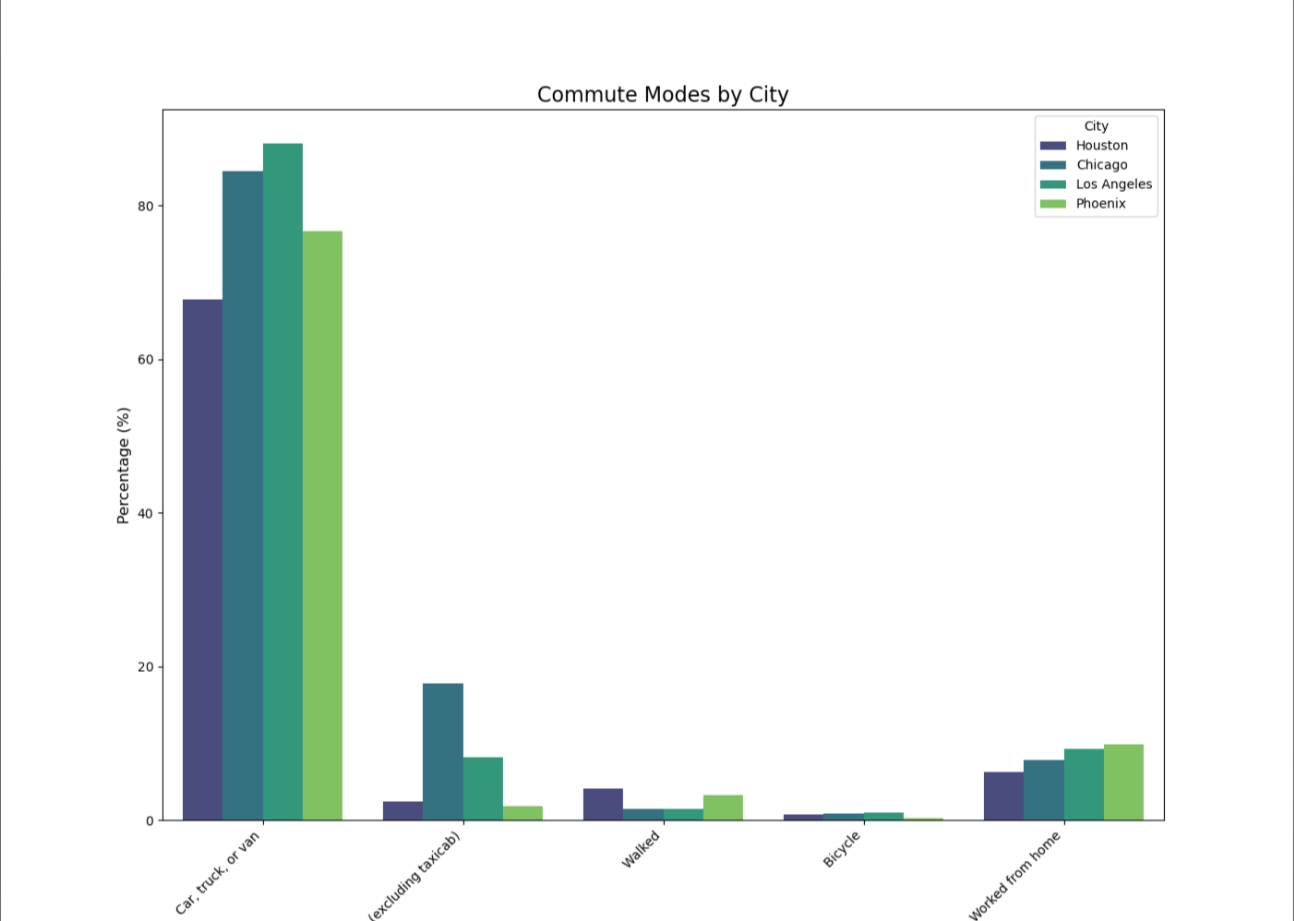 Commute Modes by City
City
Houston
Chicago
Los Angeles
Phoenix
Percentage (%)
80
60
40
20
0
Car, truck, or van
(excluding taxicab)
Walked
Bicycle
Worked from home